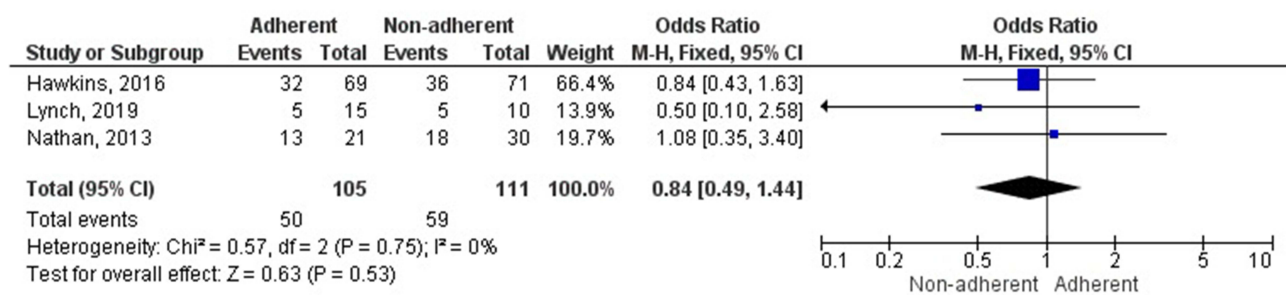 Adherent Non-adherent Odds Ratio Odds Ratio
Study or Subgroup Events Total Events Total Weight M-H, Fixed, 95% CI M-H, Fixed, 95% CI
Hawkins, 2016 32 69 36 71 66.4% 0.84 [0.43, 1.63]
Lynch, 2019 5 15 5 10 13.9% 0.50 [0.10, 2.58]
Nathan, 2013 13 21 18 30 19.7% 1.08 [0.35, 3.40]
Total (95% CI) 105 111 100.0% 0.84 [0.49, 1.44]
Total events 50 59
Heterogeneity: Chi² = 0.57, df = 2 (P = 0.75); I² = 0%
Test for overall effect: Z = 0.63 (P = 0.53)
0.1 0.2 0.5 1 2 5 10
Non-adherent Adherent